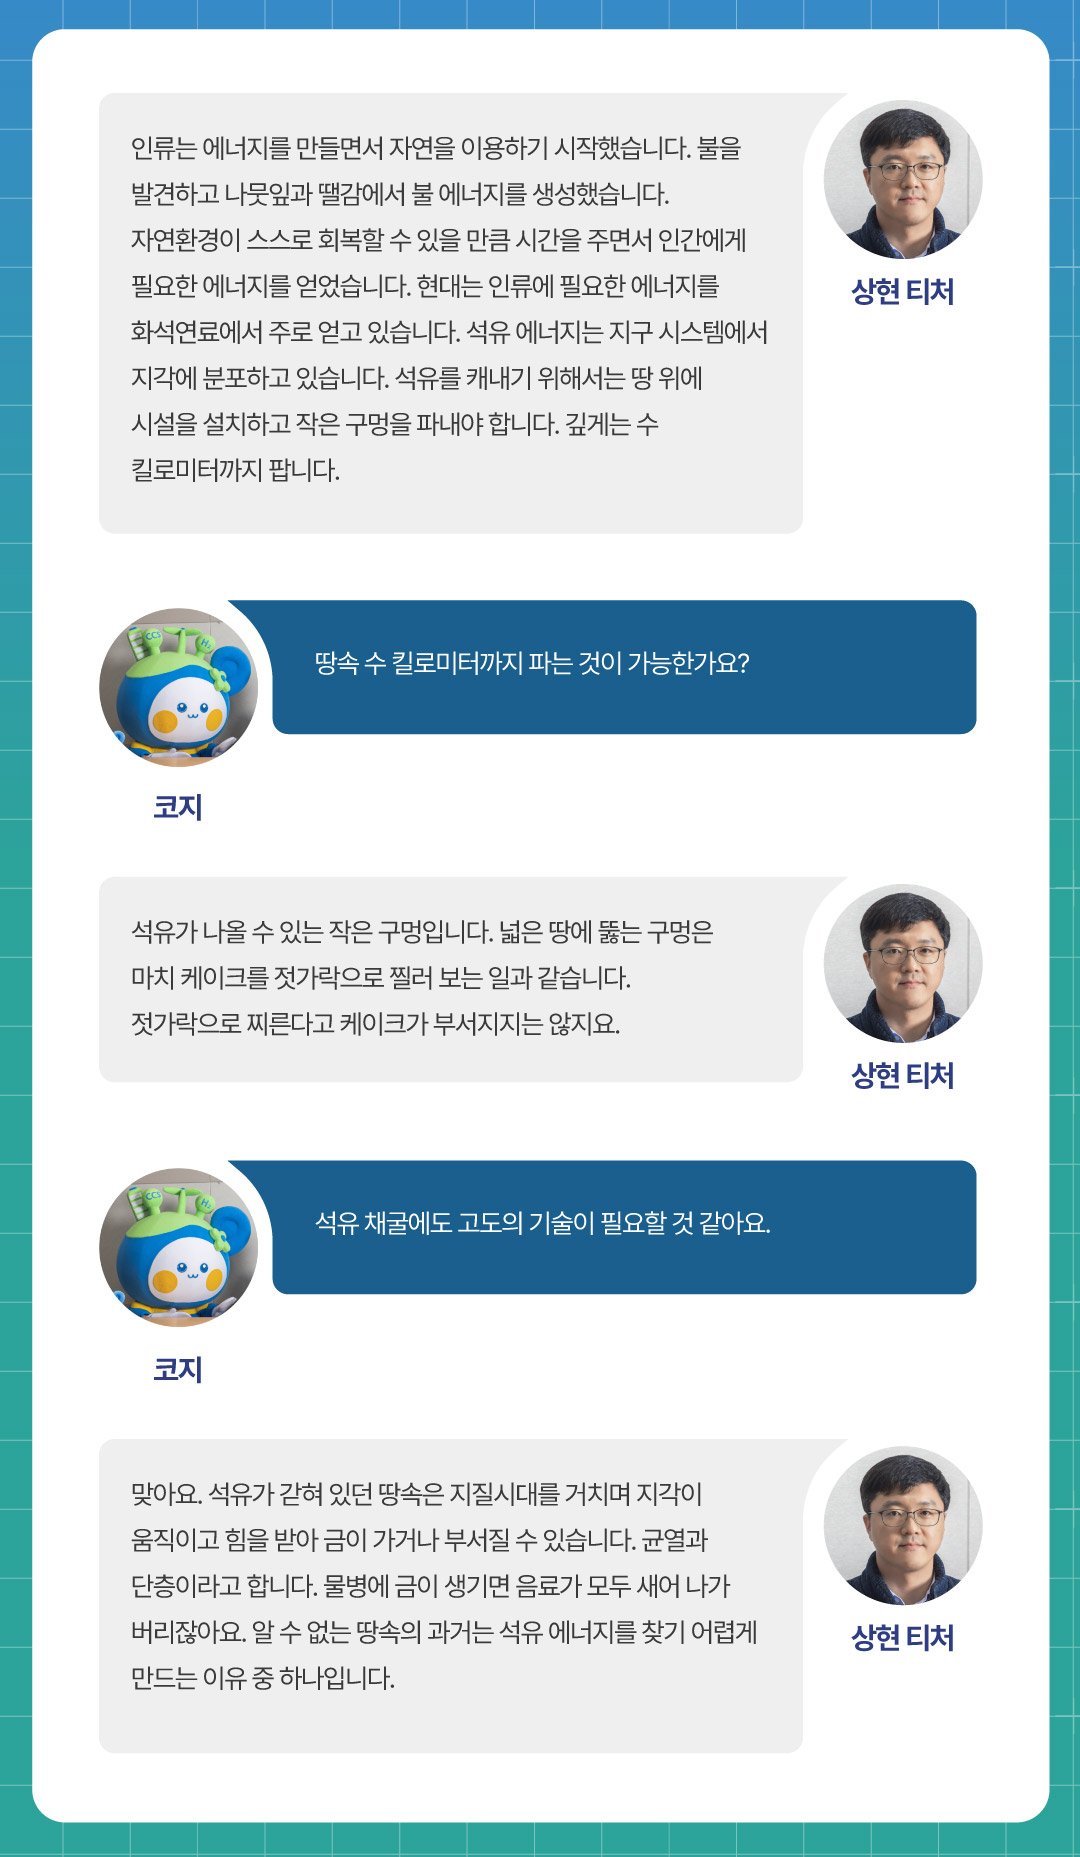 인류는 에너지를 만들면서 자연을 이용하기 시작했습니다. 불을
발견하고 나뭇잎과 땔감에서 불 에너지를 생성했습니다.
자연환경이 스스로 회복할 수 있을 만큼 시간을 주면서 인간에게
필요한 에너지를 얻었습니다. 현대는 인류에 필요한 에너지를
화석연료에서 주로 얻고 있습니다. 석유 에너지는 지구 시스템에서
지각에 분포하고 있습니다. 석유를 캐내기 위해서는 땅 위에
시설을 설치하고 작은 구멍을 파내야 합니다. 깊게는 수
킬로미터까지 팝니다.
상현 티처
CCS
H₂
땅속 수 킬로미터까지 파는 것이 가능한가요?
코지
석유가 나올 수 있는 작은 구멍입니다. 넓은 땅에 뚫는 구멍은
마치 케이크를 젓가락으로 찔러 보는 일과 같습니다.
젓가락으로 찌른다고 케이크가 부서지지는 않지요.
상현 티처
CCS
H₂
석유 채굴에도 고도의 기술이 필요할 것 같아요.
코지
맞아요. 석유가 갇혀 있던 땅속은 지질시대를 거치며 지각이
움직이고 힘을 받아 금이 가거나 부서질 수 있습니다. 균열과
단층이라고 합니다. 물병에 금이 생기면 음료가 모두 새어 나가
버리잖아요. 알 수 없는 땅속의 과거는 석유 에너지를 찾기 어렵게
만드는 이유 중 하나입니다.
상현 티처